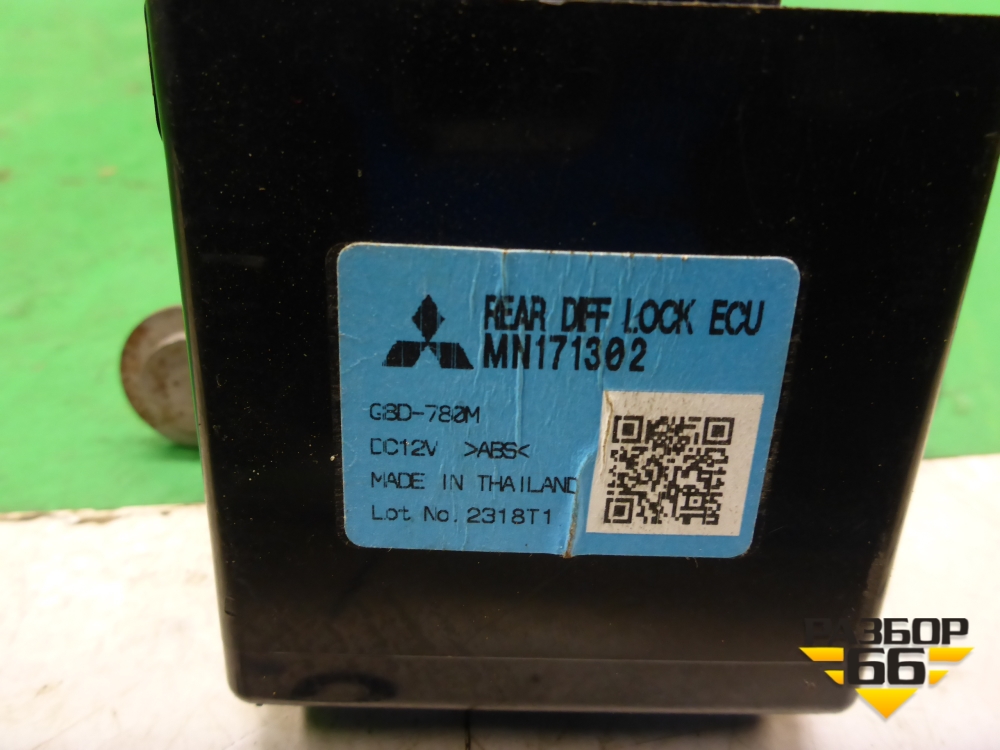 REAR DIFF LOCK ECU
MN171302
G8D-780M
DC12V >ABS<
MADE IN THAILAND
Lot No. 2318T1
РАЗБОР
66